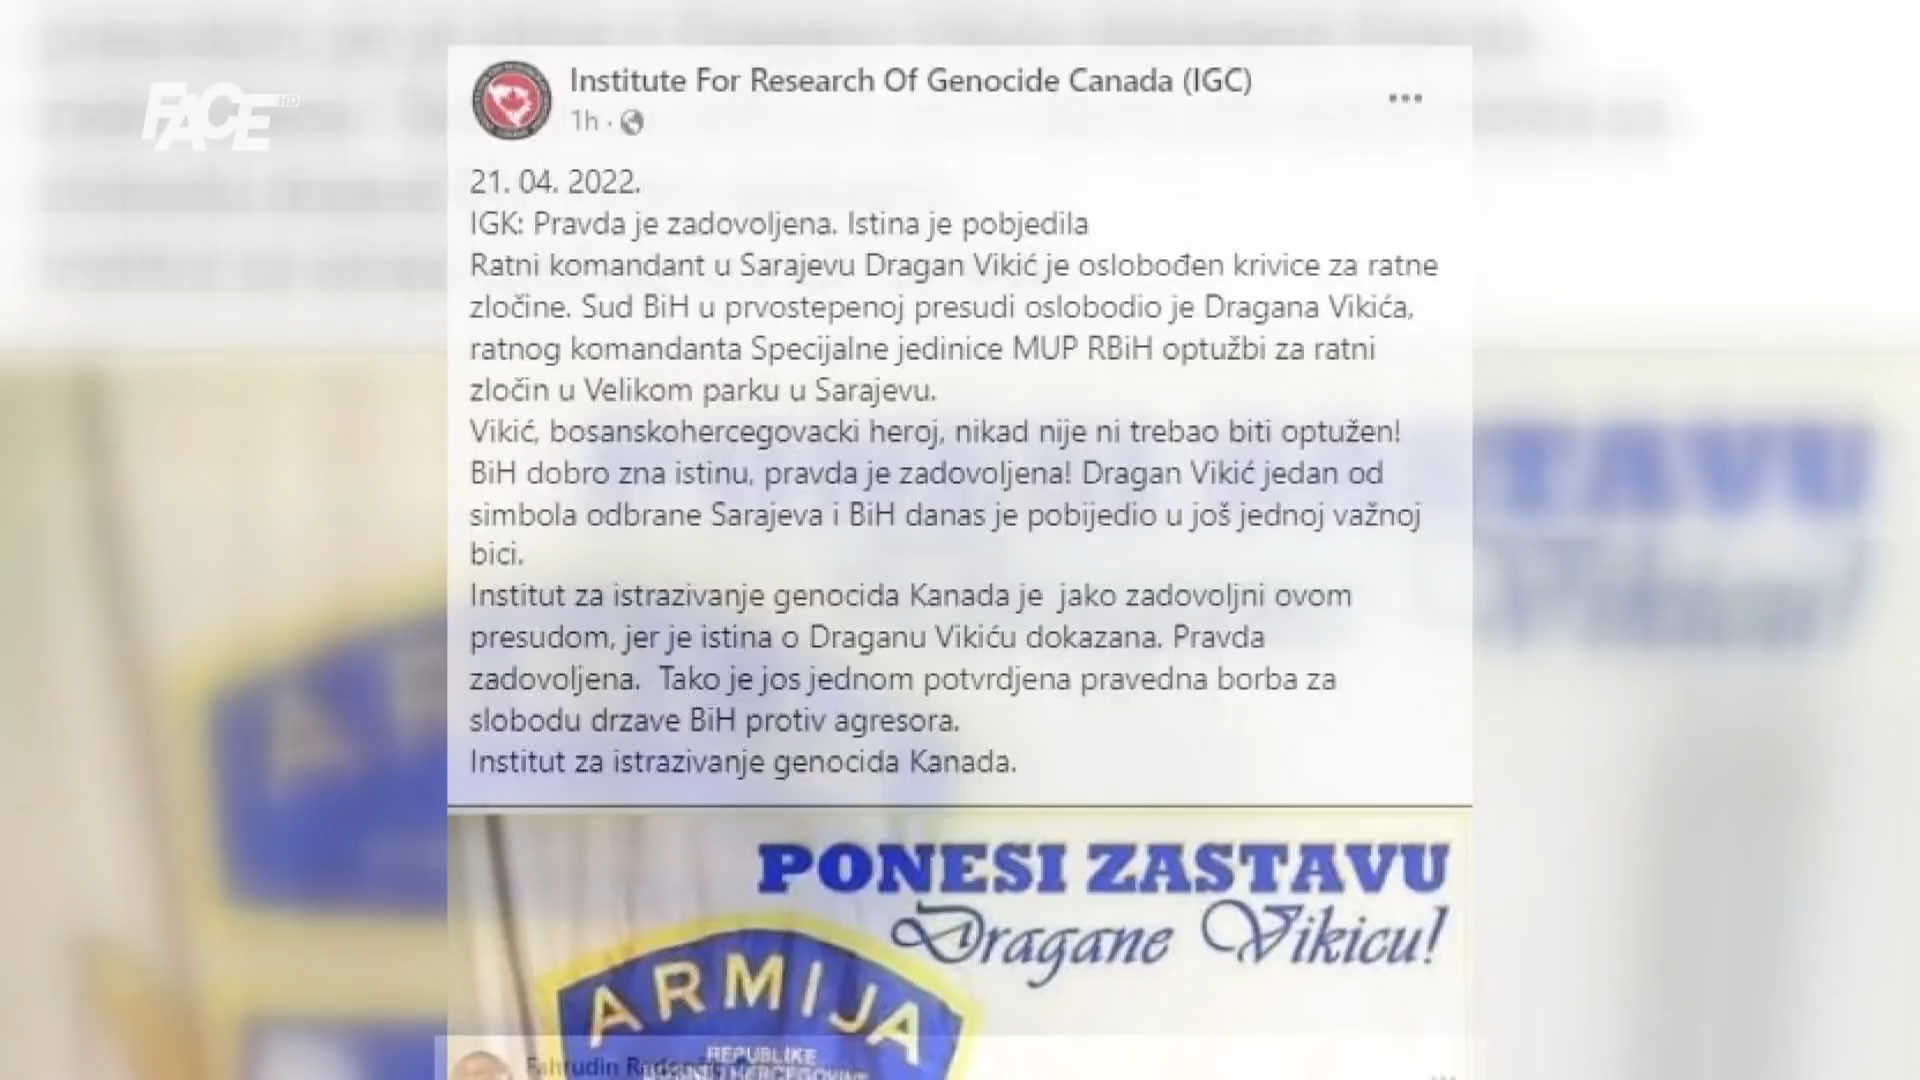 FACE HD
Institute For Research Of Genocide Canada (IGC)
1h ·
21. 04. 2022.
IGK: Pravda je zadovoljena. Istina je pobjedila
Ratni komandant u Sarajevu Dragan Vikić je oslobođen krivice za ratne
zločine. Sud BiH u prvostepenoj presudi oslobodio je Dragana Vikića,
ratnog komandanta Specijalne jedinice MUP RBiH optužbi za ratni
zločin u Velikom parku u Sarajevu.
Vikić, bosanskohercegovacki heroj, nikad nije ni trebao biti optužen!
BiH dobro zna istinu, pravda je zadovoljena! Dragan Vikić jedan od
simbola odbrane Sarajeva i BiH danas je pobijedio u još jednoj važnoj
bici.
Institut za istrazivanje genocida Kanada je  jako zadovoljni ovom
presudom, jer je istina o Draganu Vikiću dokazana. Pravda
zadovoljena.  Tako je jos jednom potvrdjena pravedna borba za
slobodu drzave BiH protiv agresora.
Institut za istrazivanje genocida Kanada.
PONESI ZASTAVU
Dragane Vikicu!
ARMIJA
REPUBLIKE
HERCEGOVINE
Fahrudin